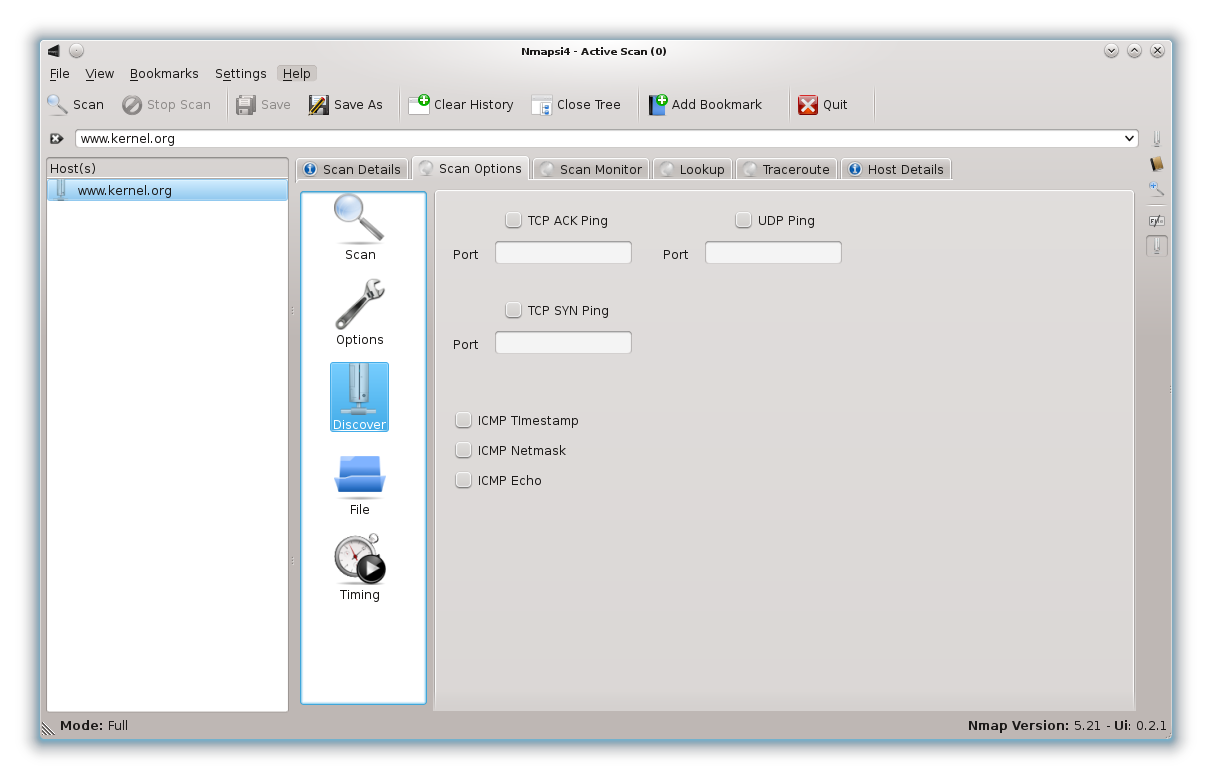 Nmapsi4 - Active Scan (0)
File View Bookmarks Settings Help
Scan Stop Scan Save Save As Clear History Close Tree Add Bookmark Quit
www.kernel.org
Host(s)
www.kernel.org
Scan Details Scan Options Scan Monitor Lookup Traceroute Host Details
Scan
Options
Discover
File
Timing
TCP ACK Ping UDP Ping
Port Port
TCP SYN Ping
Port
ICMP TImestamp
ICMP Netmask
ICMP Echo
Mode: Full
Nmap Version: 5.21 - Ui: 0.2.1